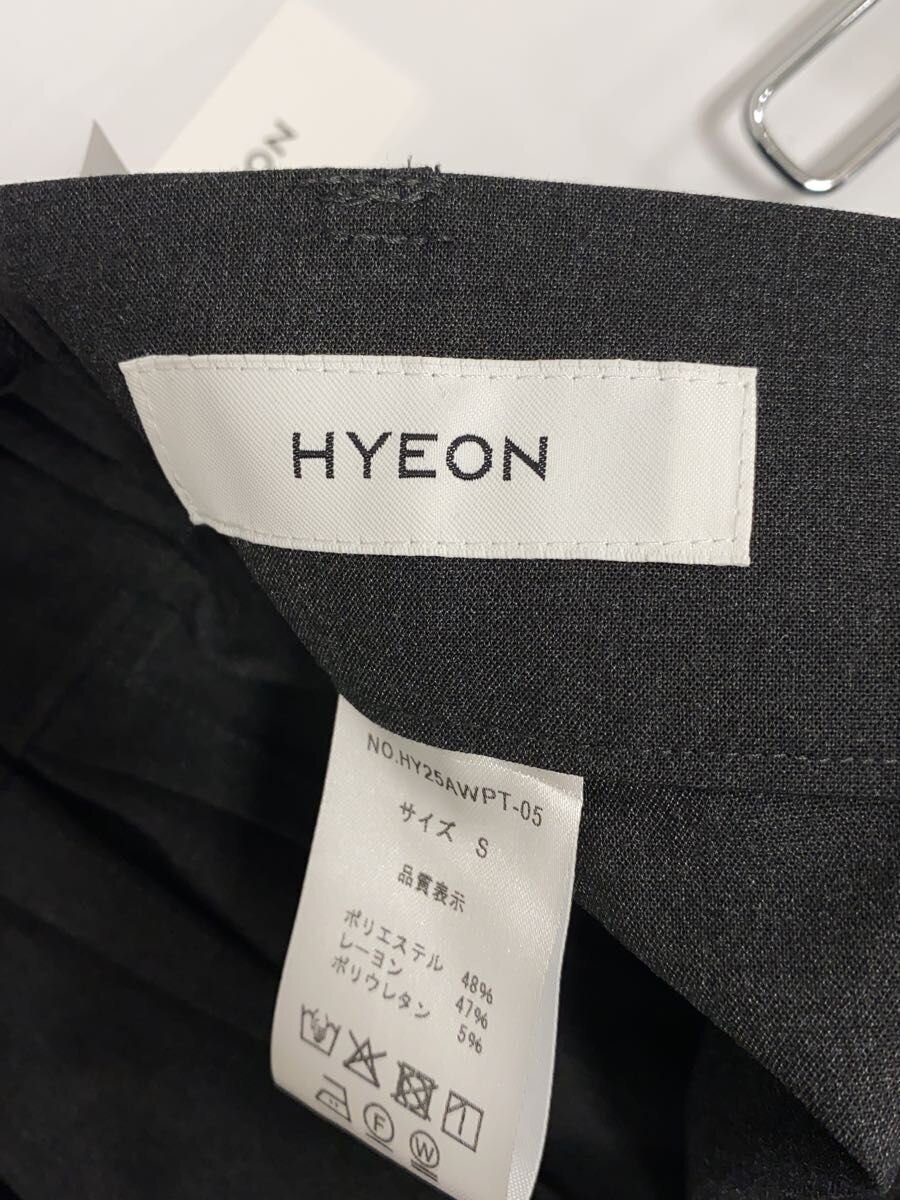 EON
HYEON
NO.HY25AWPT-05
サイズ S
品質表示
ポリエステル 48%
レーヨン 47%
ポリウレタン 5%
F
W